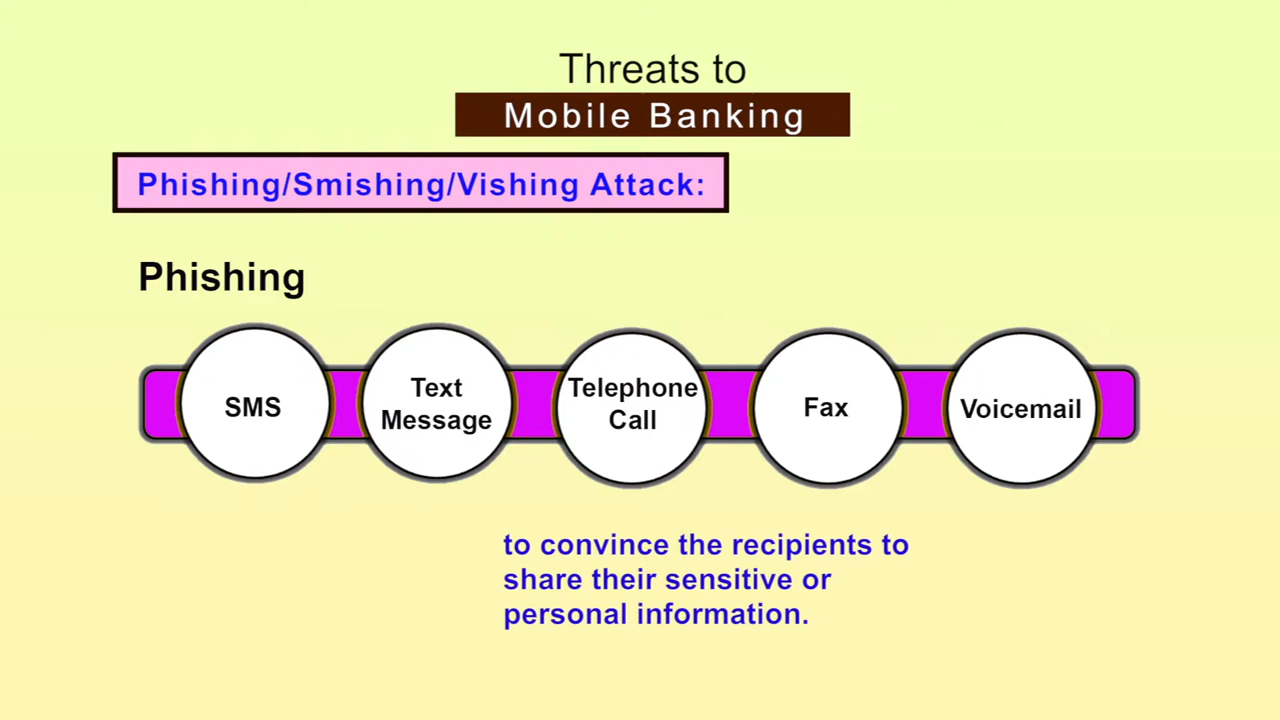 Threats to
Mobile Banking
Phishing/Smishing/Vishing Attack:
Phishing
SMS
Text
Message
Telephone
Call
Fax
Voicemail
to convince the recipients to
share their sensitive or
personal information.